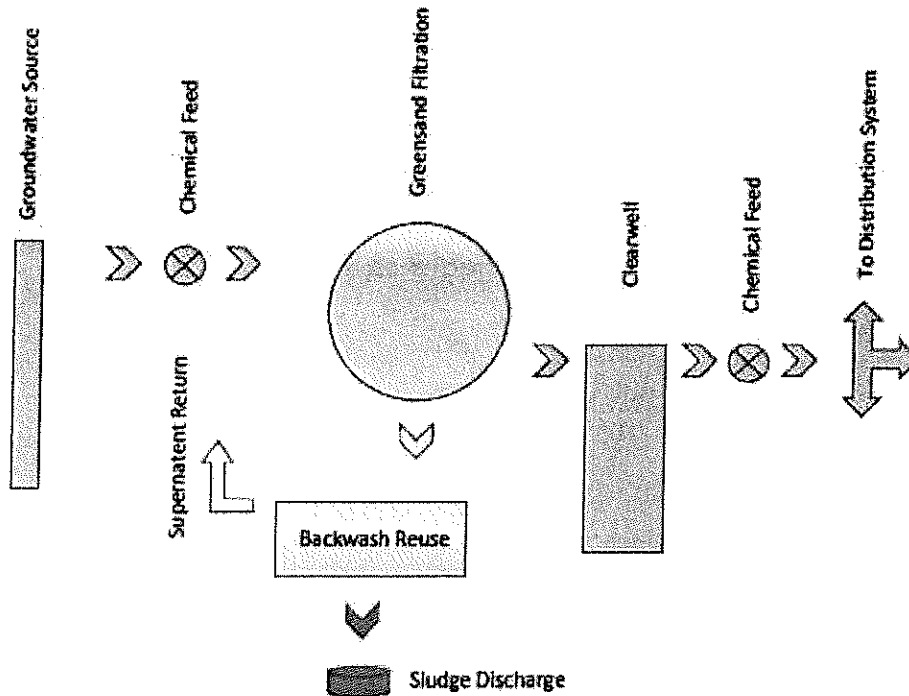 Groundwater Source
Chemical Feed
Greensand Filtration
Supernatent Return
Backwash Reuse
Sludge Discharge
Clearwell
Chemical Feed
To Distribution System